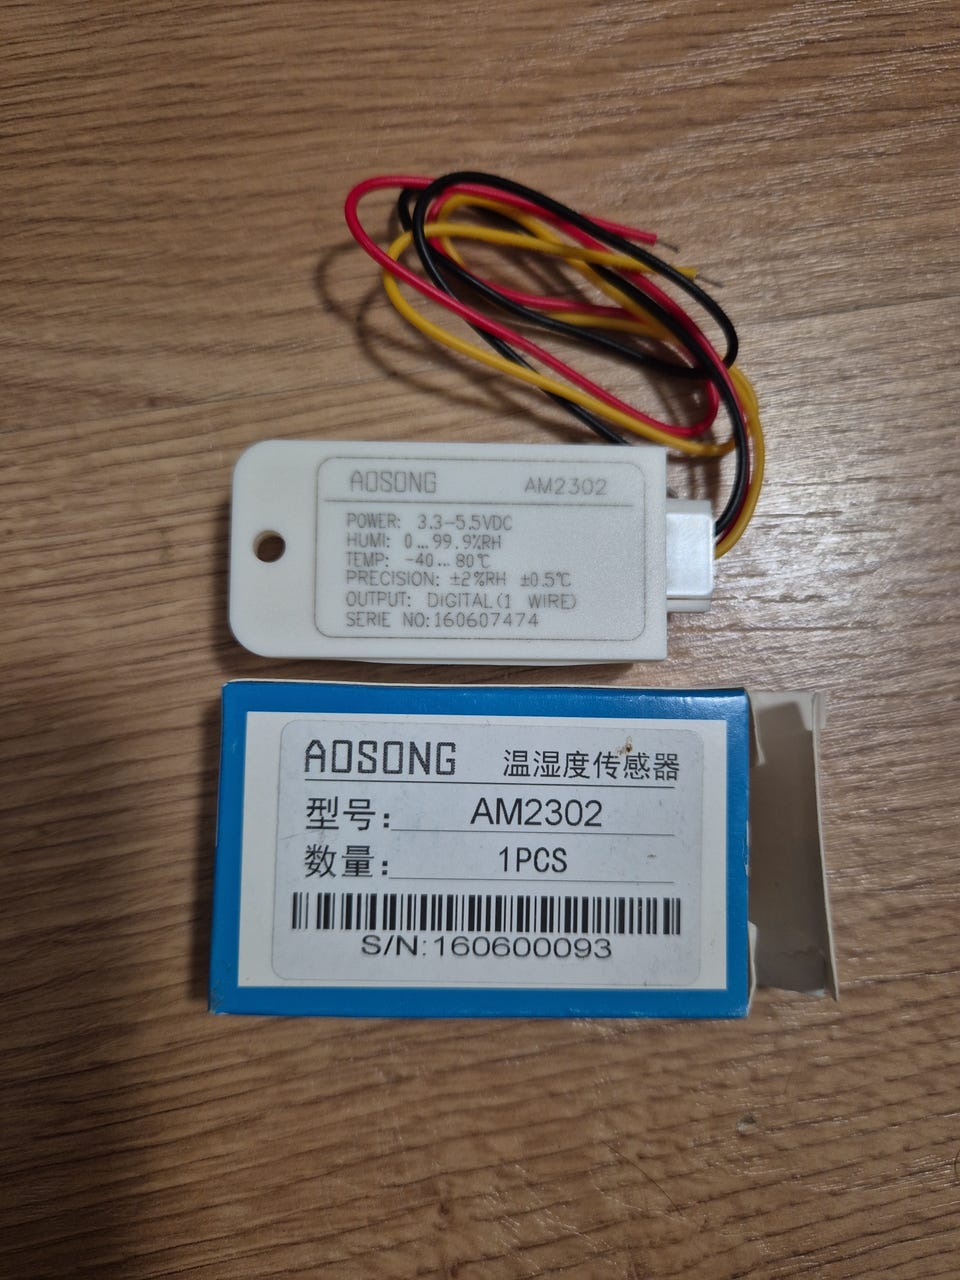 AOSONG AM2302
POWER: 3.3-5.5VDC
HUMI: 0...99.9%RH
TEMP: -40...80℃
PRECISION: ±2%RH ±0.5℃
OUTPUT: DIGITAL(1 WIRE)
SERIE NO:160607474
AOSONG 温湿度传感器
型号: AM2302
数量: 1PCS
S/N:160600093